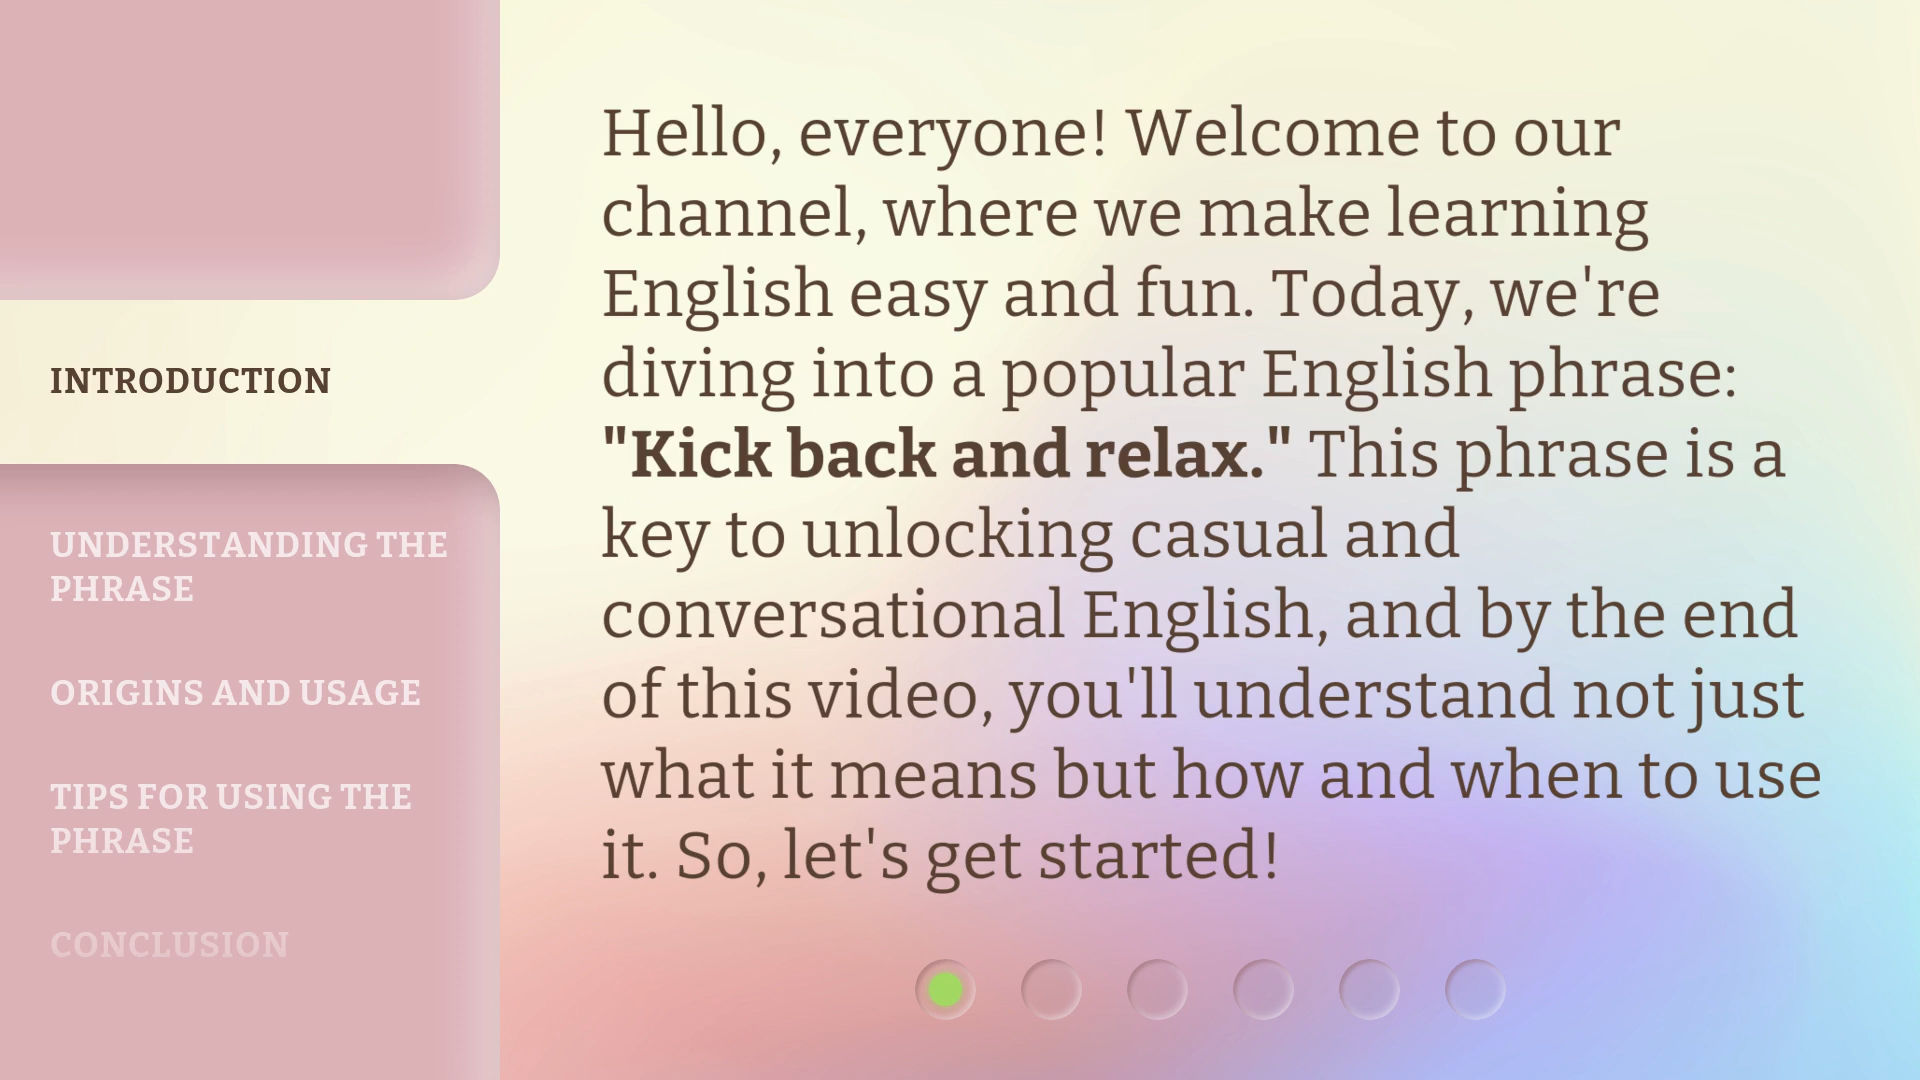 INTRODUCTION
UNDERSTANDING THE
PHRASE
ORIGINS AND USAGE
TIPS FOR USING THE
PHRASE
CONCLUSION
Hello, everyone! Welcome to our
channel, where we make learning
English easy and fun. Today, we're
diving into a popular English phrase:
"Kick back and relax." This phrase is a
key to unlocking casual and
conversational English, and by the end
of this video, you'll understand not just
what it means but how and when to use
it. So, let's get started!